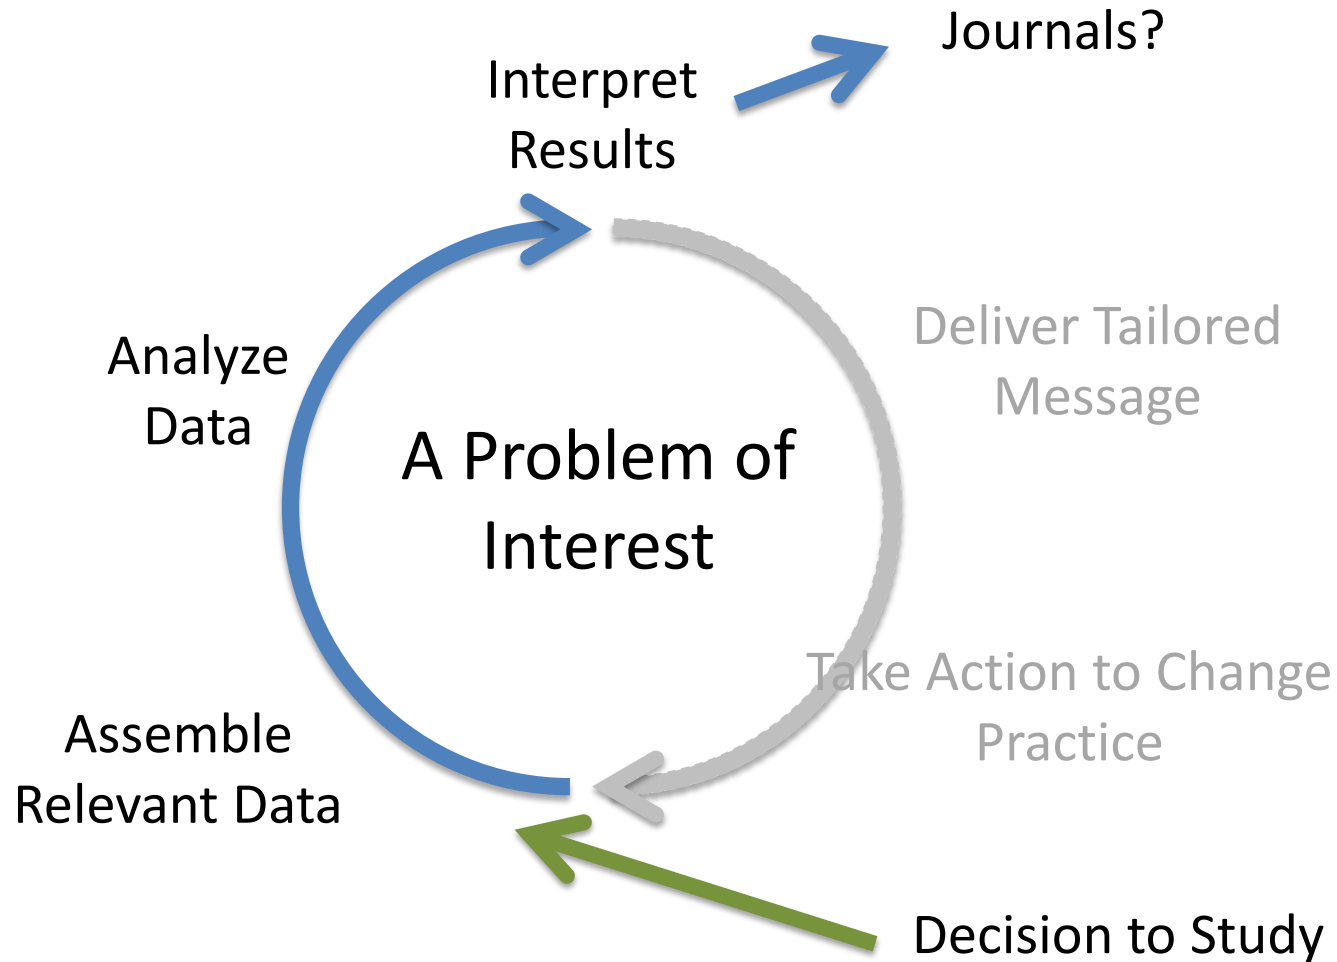 Journals?
Interpret
Results
Deliver Tailored
Message
Analyze
Data
A Problem of
Interest
Take Action to Change
Practice
Assemble
Relevant Data
Decision to Study